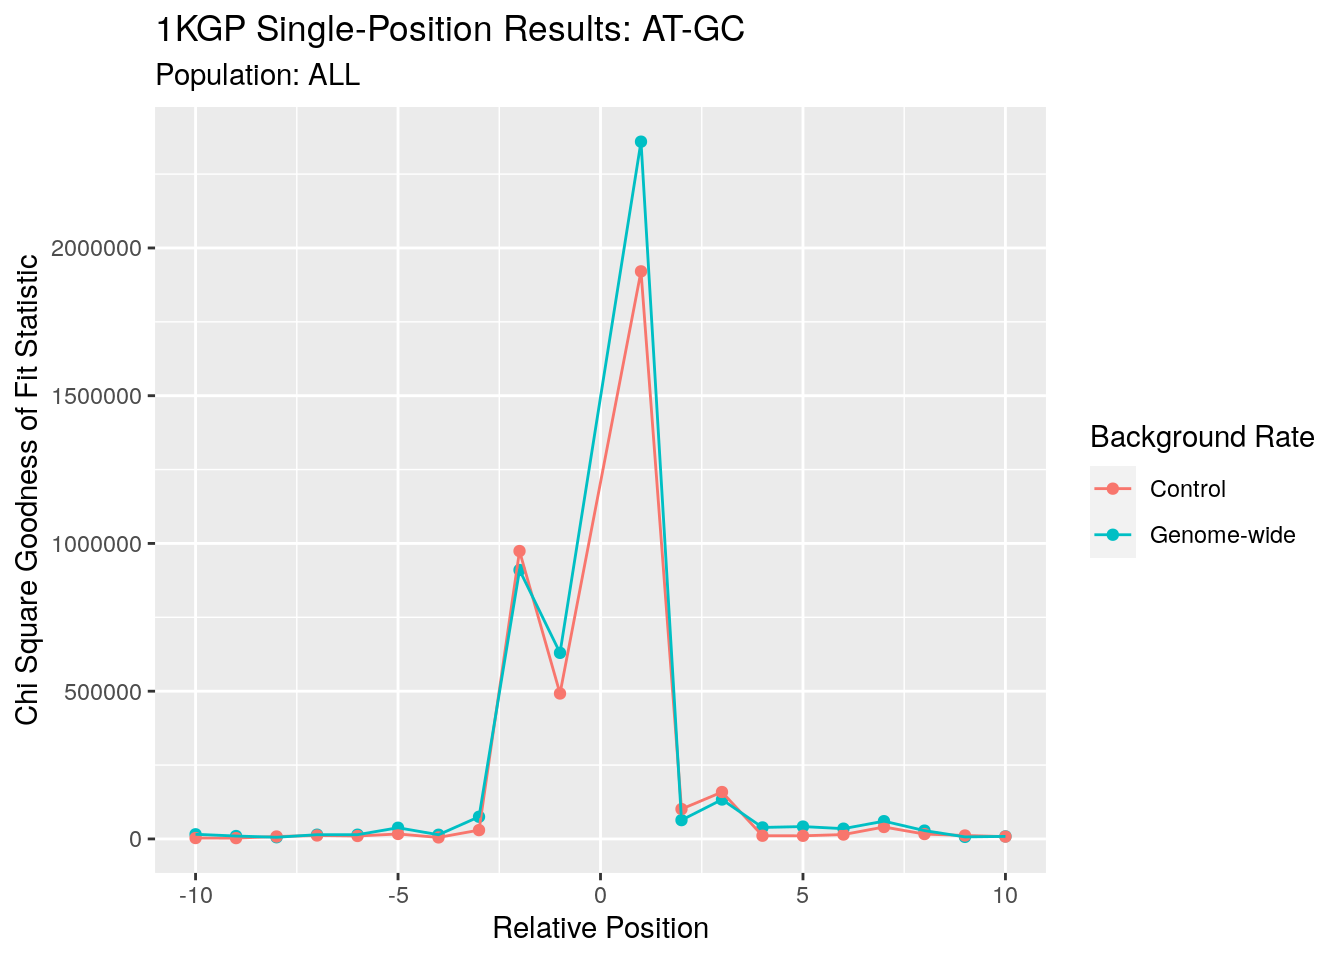 1KGP Single-Position Results: AT-GC
Population: ALL
Chi Square Goodness of Fit Statistic
2000000
1500000
1000000
500000
0
-10
-5
0
5
10
Relative Position
Background Rate
Control
Genome-wide